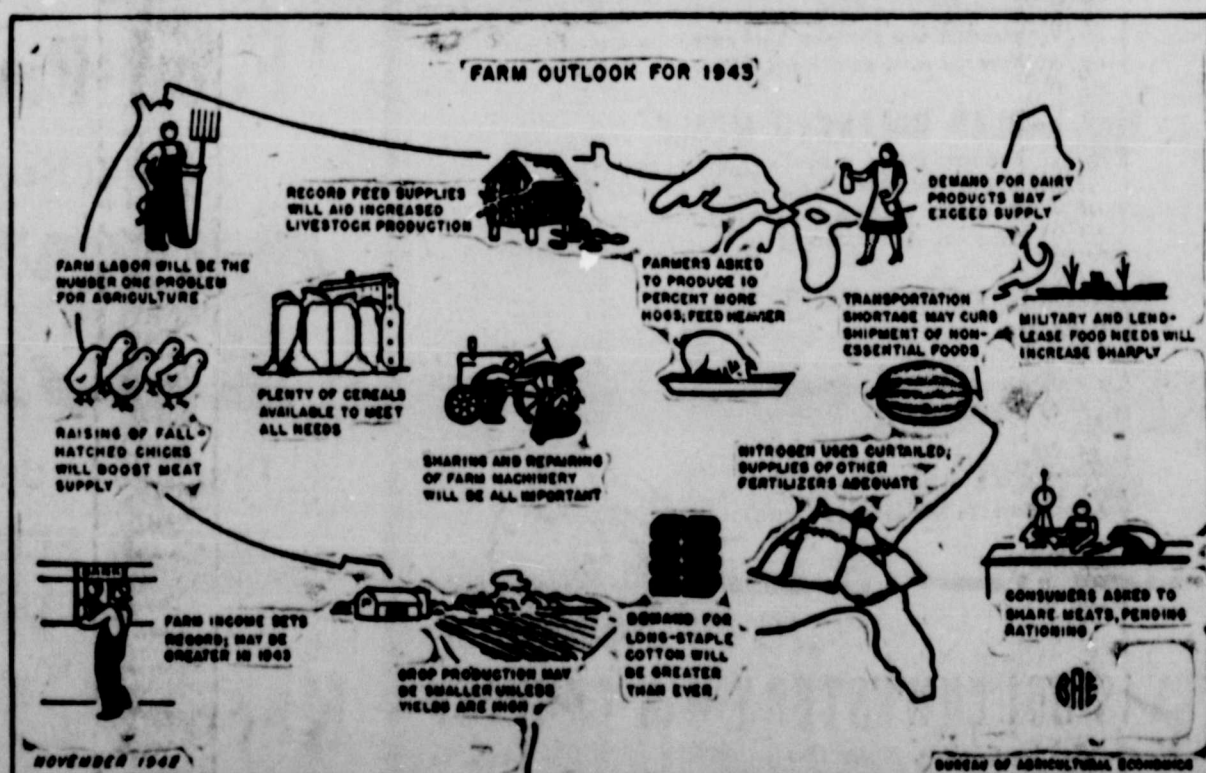 FARM OUTLOOK FOR 1943
RECORD FEED SUPPLIES
WILL AID INCREASED
LIVESTOCK PRODUCTION
DEMAND FOR DAIRY
PRODUCTS MAY
EXCEED SUPPLY
FARM LABOR WILL BE THE
NUMBER ONE PROBLEM
FOR AGRICULTURE
FARMERS ASKED
TO PRODUCE 10
PERCENT MORE
HOGS; FEED HEAVIER
TRANSPORTATION
SHORTAGE MAY CURB
SHIPMENT OF NON-
ESSENTIAL FOODS
MILITARY AND LEND-
LEASE FOOD NEEDS WILL
INCREASE SHARPLY
PLENTY OF CEREALS
AVAILABLE TO MEET
ALL NEEDS
RAISING OF FALL-
HATCHED CHICKS
WILL BOOST MEAT
SUPPLY
SHARING AND REPAIRING
OF FARM MACHINERY
WILL BE ALL IMPORTANT
NITROGEN USES CURTAILED;
SUPPLIES OF OTHER
FERTILIZERS ADEQUATE
BANK
FARM INCOME SETS
RECORD; MAY BE
GREATER IN 1943
CROP PRODUCTION MAY
BE SMALLER UNLESS
YIELDS ARE HIGH
DEMAND FOR
LONG-STAPLE
COTTON WILL
BE GREATER
THAN EVER
CONSUMERS ASKED TO
SHARE MEATS, PENDING
RATIONING
BAE
NOVEMBER 1942
BUREAU OF AGRICULTURAL ECONOMICS